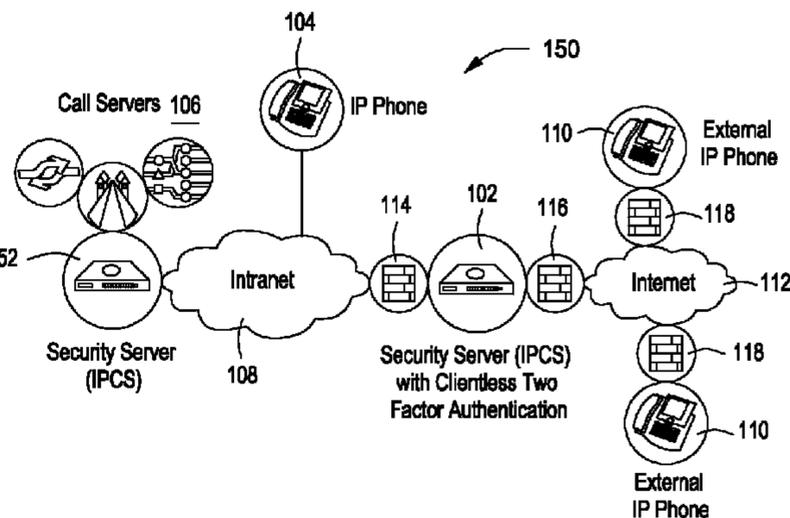 104
150
Call Servers 106
IP Phone
110
External
IP Phone
118
52
114
102
116
Intranet
Internet
112
108
Security Server
(IPCS)
Security Server (IPCS)
with Clientless Two
Factor Authentication
118
110
External
IP Phone